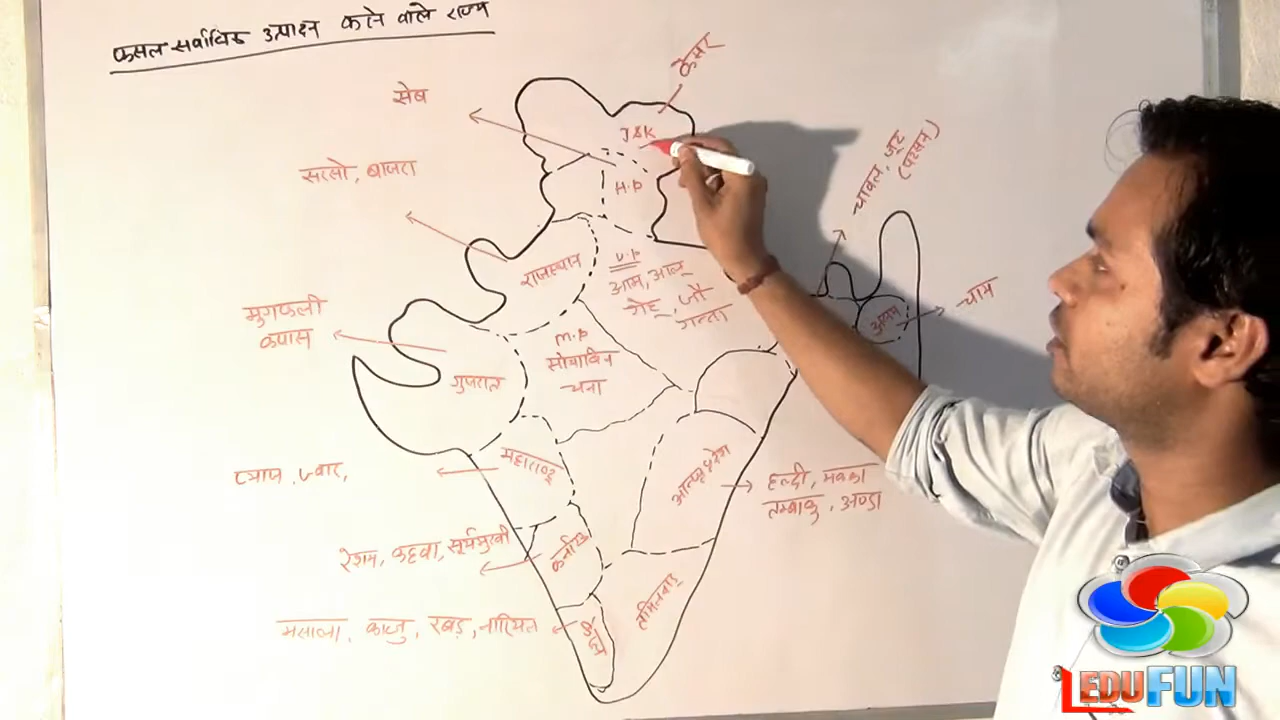 फसल सर्वाधिक उत्पादन करने वाले राज्य
केसर
सेब
J&K
चावल, जूट
(पटसन)
सरसो, बाजरा
H.P
राजस्थान
U.P
आम, आलू
गेहू, जौ
गन्ना
असम
चाय
मुगफली
कपास
गुजरात
M.P
सोयाबिन
चना
महाराष्ट्र
प्याज, ज्वार,
आन्ध्र प्रदेश
हल्दी, मक्का
तम्बाकु, अण्डा
रेशम, कहवा, सूर्यमुखी
कर्नाटक
मसाला, काजु, रबड़, नारियल
केरल
तमिलनाडू
EDUFUN